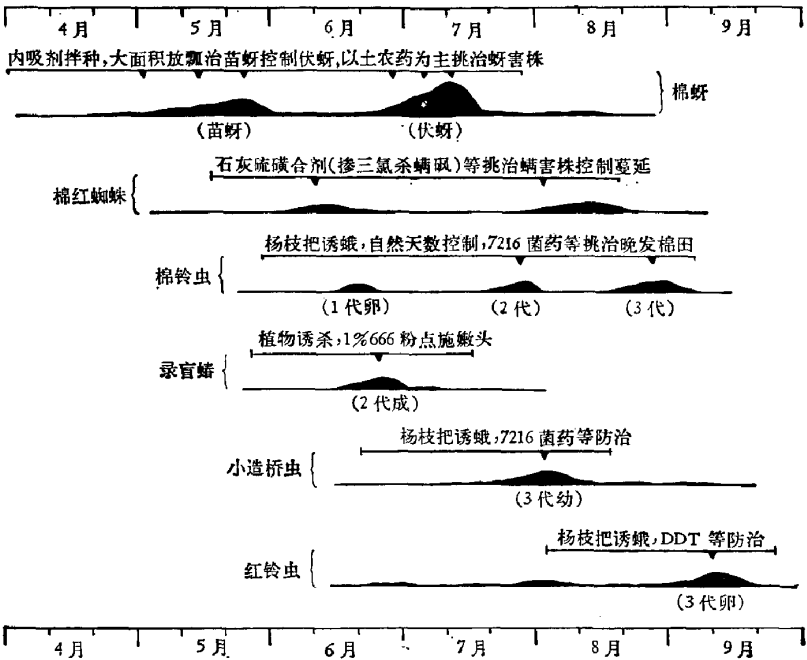 4月 5月 6月 7月 8月 9月
内吸剂拌种,大面积放瓢治苗蚜控制伏蚜,以土农药为主挑治蚜害株
棉蚜
(苗蚜) (伏蚜)
石灰硫磺合剂(掺三氯杀螨砜)等挑治螨害株控制蔓延
棉红蜘蛛
杨枝把诱蛾,自然天数控制;7216菌药等挑治晚发棉田
棉铃虫
(1代卵) (2代) (3代)
植物诱杀,1%666粉点施嫩头
录盲蝽
(2代成)
杨枝把诱蛾,7216菌药等防治
小造桥虫
(3代幼)
杨枝把诱蛾,DDT等防治
红铃虫
(3代卵)
4月 5月 6月 7月 8月 9月